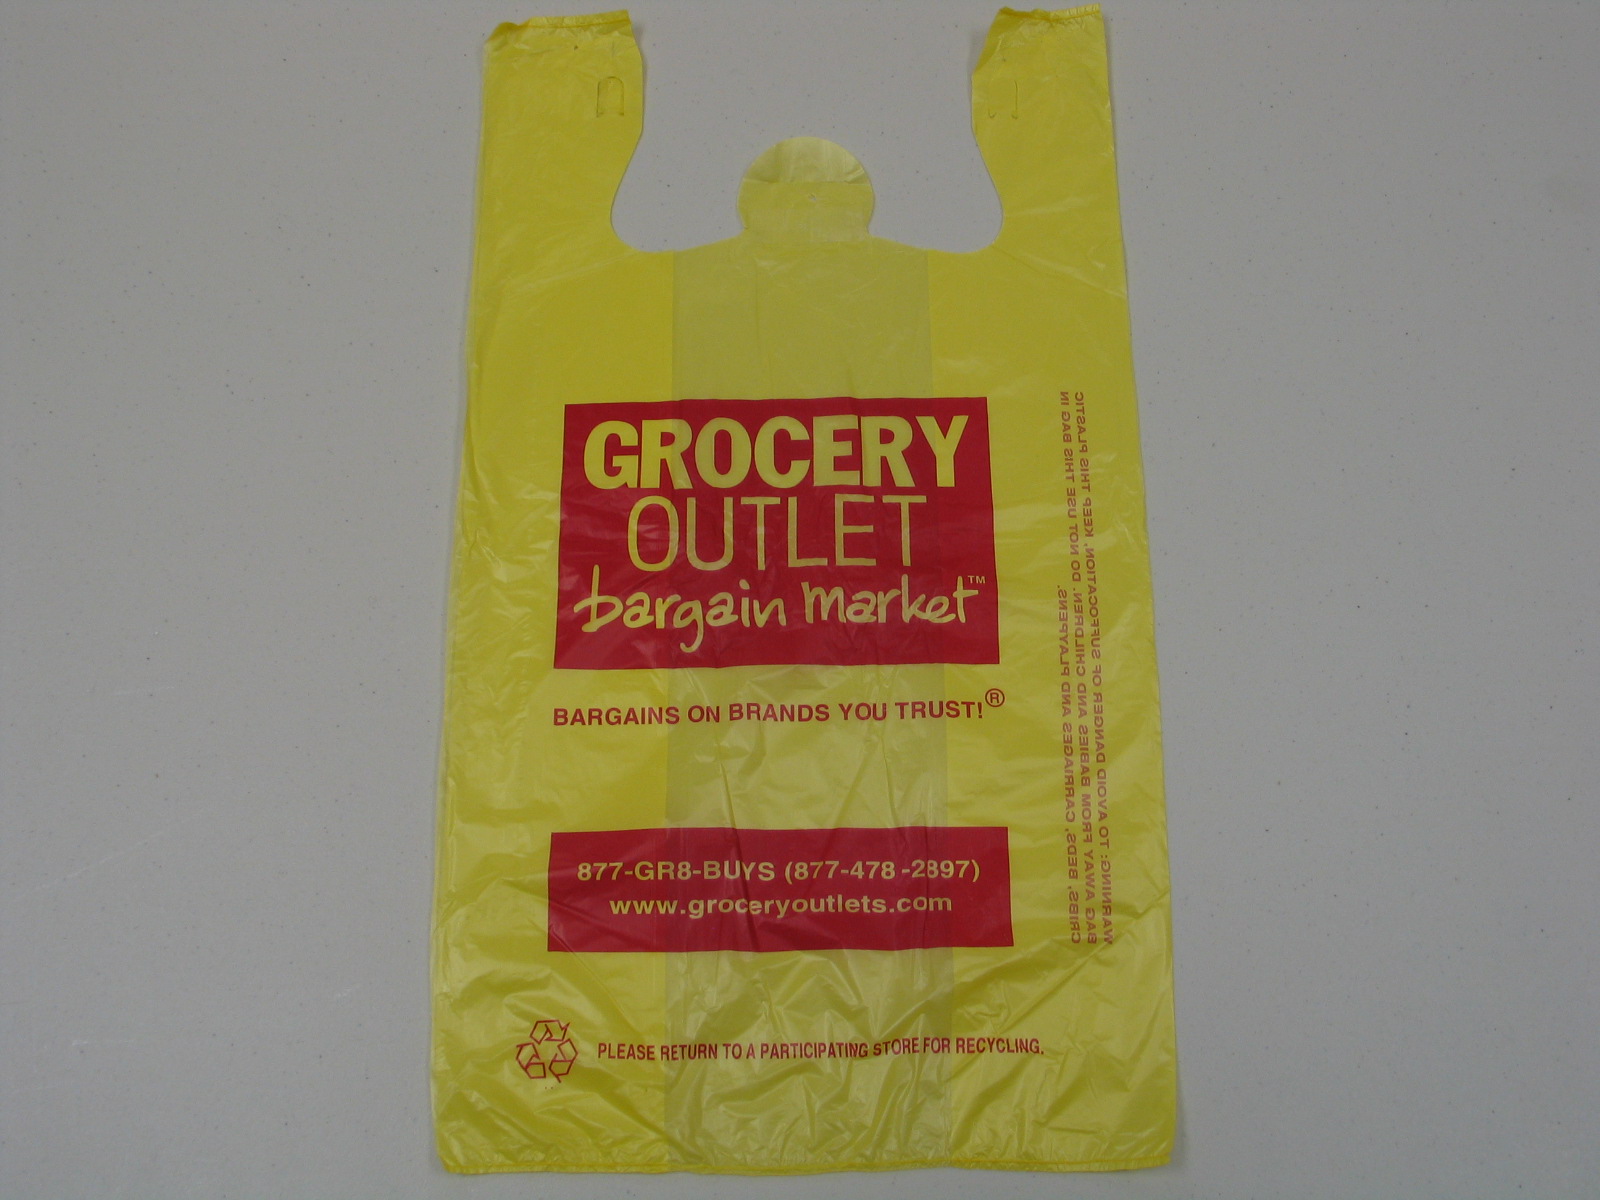 GROCERY
OUTLET
bargain market™
BARGAINS ON BRANDS YOU TRUST!®
877-GR8-BUYS (877-478-2897)
www.groceryoutlets.com
PLEASE RETURN TO A PARTICIPATING STORE FOR RECYCLING.
WARNING: TO AVOID DANGER OF SUFFOCATION, KEEP THIS PLASTIC
BAG AWAY FROM BABIES AND CHILDREN. DO NOT USE THIS BAG IN
CRIBS, BEDS, CARRIAGES AND PLAYPENS.